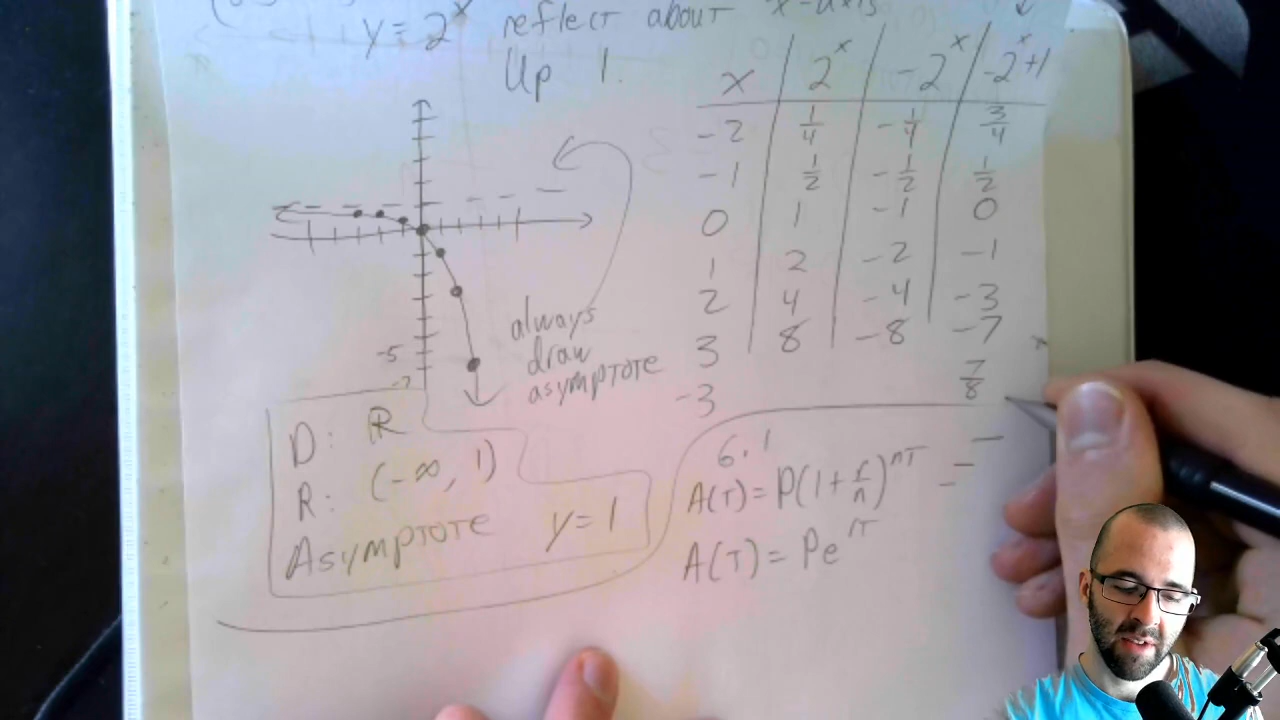 y = 2^x reflect about x-axis
Up 1.
x | 2^x | -2^x | -2^x+1
-2 | 1/4 | -1/4 | 3/4
-1 | 1/2 | -1/2 | 1/2
0 | 1 | -1 | 0
1 | 2 | -2 | -1
2 | 4 | -4 | -3
3 | 8 | -8 | -7
-3 7/8
always
draw
asymptote
-5
D: ℝ
R: (-∞, 1)
Asymptote y=1
6.1
A(T) = P(1+r/n)^nT
A(T) = Pe^rT